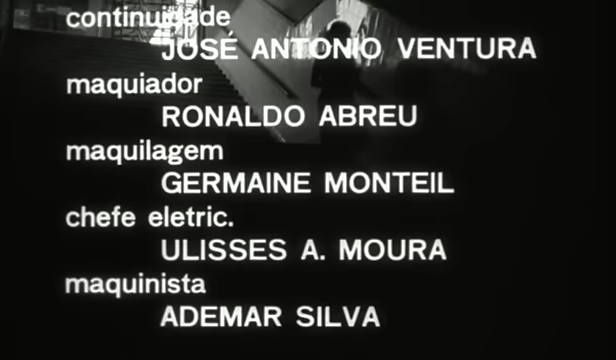 continuidade
JOSÉ ANTONIO VENTURA
maquiador
RONALDO ABREU
maquilagem
GERMAINE MONTEIL
chefe eletric.
ULISSES A. MOURA
maquinista
ADEMAR SILVA